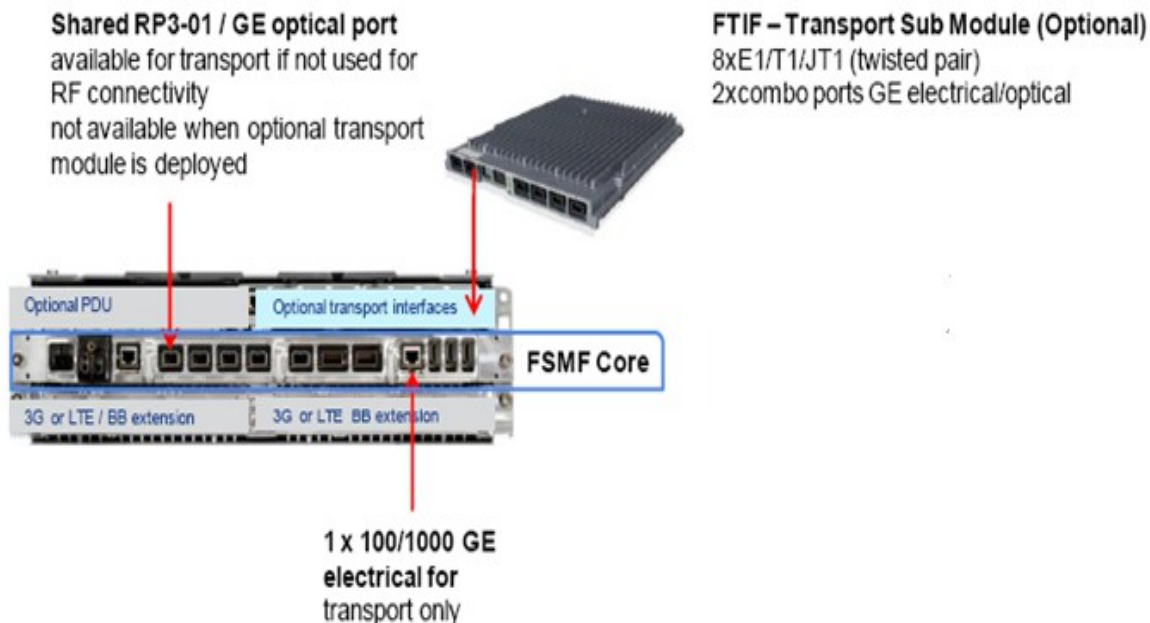 Shared RP3-01 / GE optical port
available for transport if not used for
RF connectivity
not available when optional transport
module is deployed
FTIF – Transport Sub Module (Optional)
8xE1/T1/JT1 (twisted pair)
2xcombo ports GE electrical/optical
Optional PDU
Optional transport interfaces
FSMF Core
3G or LTE / BB extension
3G or LTE BB extension
1 x 100/1000 GE
electrical for
transport only